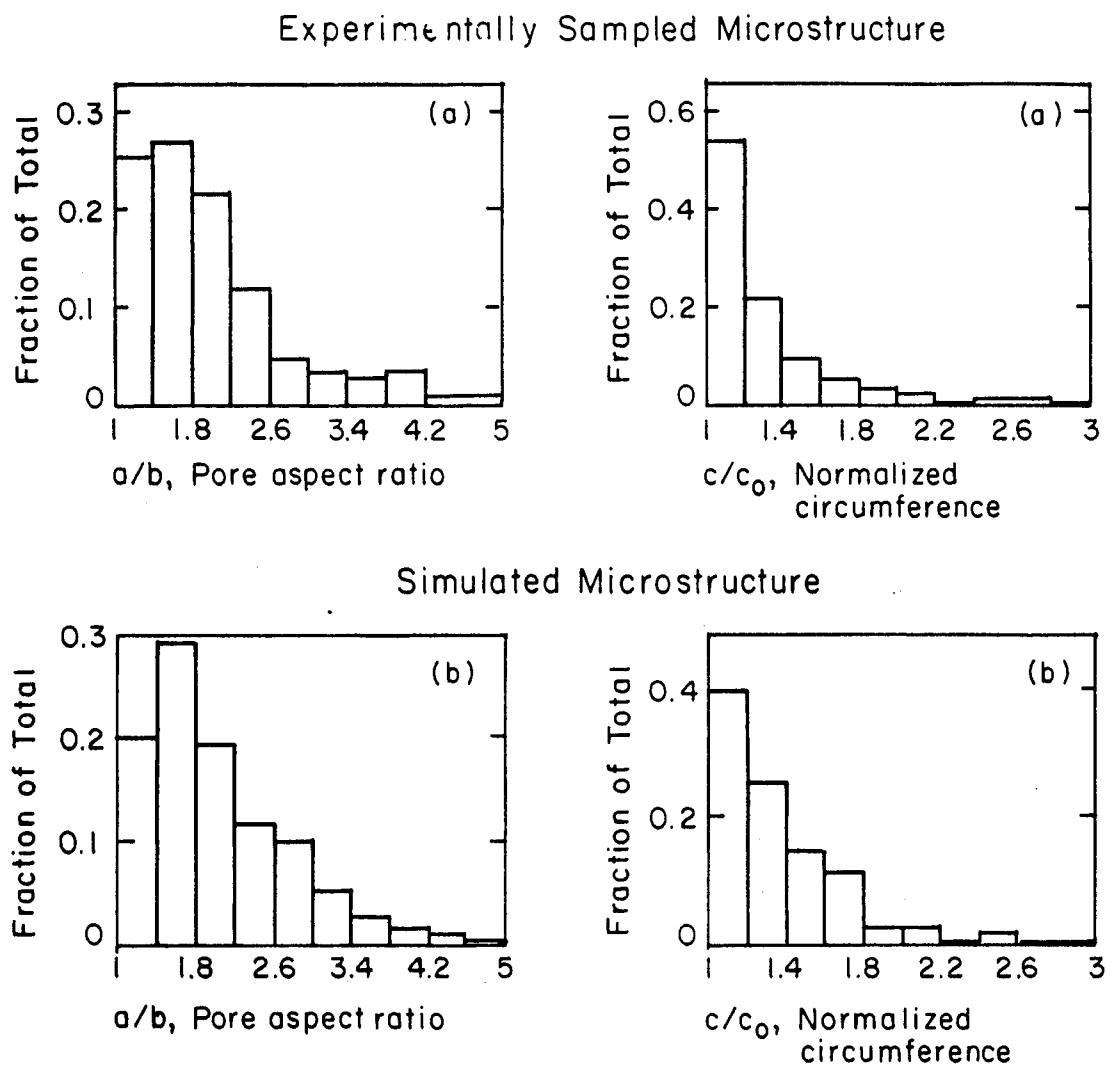 Experimentally Sampled Microstructure
(a)
Fraction of Total
0.3
0.2
0.1
0
1 1.8 2.6 3.4 4.2 5
a/b, Pore aspect ratio
(a)
Fraction of Total
0.6
0.4
0.2
0
1 1.4 1.8 2.2 2.6 3
c/c₀, Normalized
circumference
Simulated Microstructure
(b)
Fraction of Total
0.3
0.2
0.1
0
1 1.8 2.6 3.4 4.2 5
a/b, Pore aspect ratio
(b)
Fraction of Total
0.4
0.2
0
1 1.4 1.8 2.2 2.6 3
c/c₀, Normalized
circumference